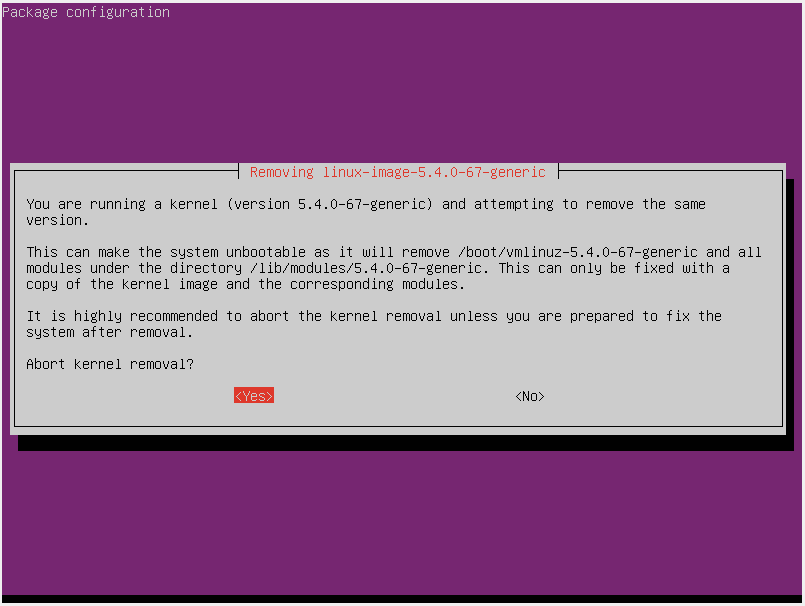 Package configuration
Removing linux-image-5.4.0-67-generic
You are running a kernel (version 5.4.0-67-generic) and attempting to remove the same
version.
This can make the system unbootable as it will remove /boot/vmlinuz-5.4.0-67-generic and all
modules under the directory /lib/modules/5.4.0-67-generic. This can only be fixed with a
copy of the kernel image and the corresponding modules.
It is highly recommended to abort the kernel removal unless you are prepared to fix the
system after removal.
Abort kernel removal?
<Yes> <No>